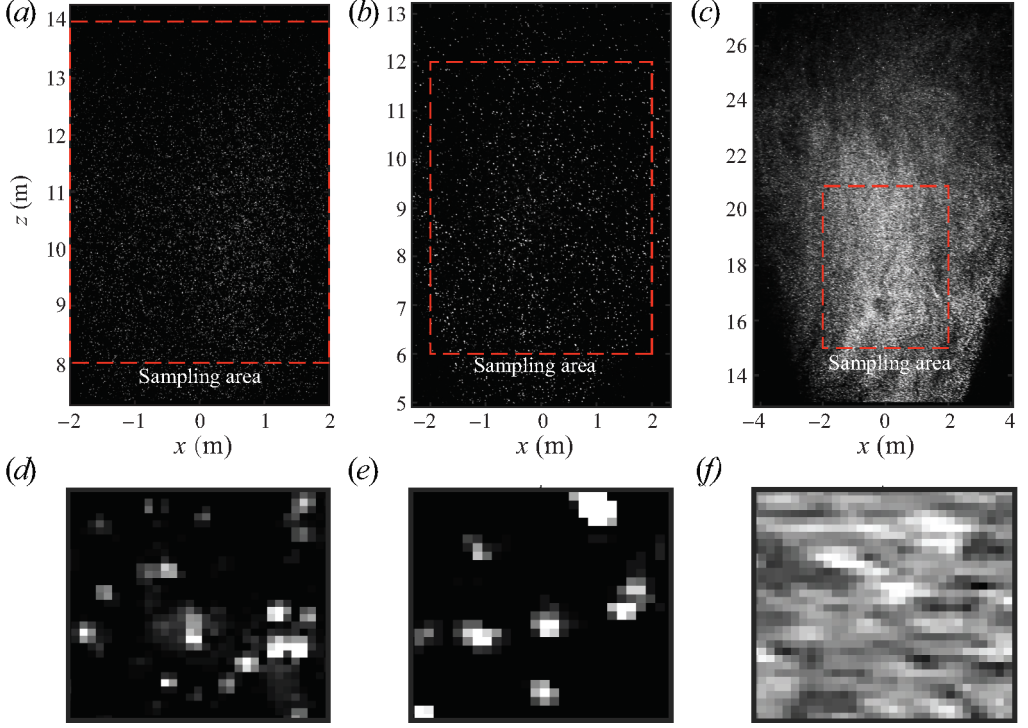 (a)
(b)
(c)
14
13
12
11
10
9
8
z (m)
Sampling area
−2
−1
0
1
2
x (m)
13
12
11
10
9
8
7
6
5
Sampling area
−2
−1
0
1
2
x (m)
26
24
22
20
18
16
14
Sampling area
−4
−2
0
2
4
x (m)
(d)
(e)
(f)